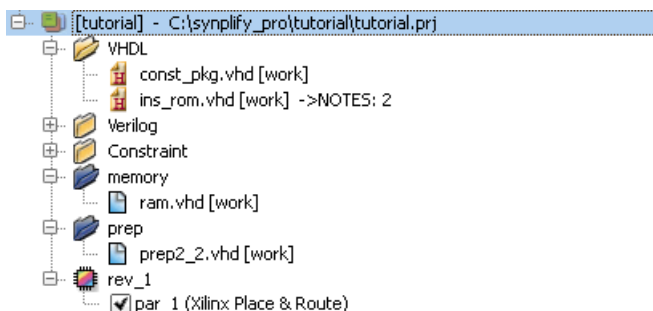 [tutorial] - C:\synplify_pro\tutorial\tutorial.prj
VHDL
const_pkg.vhd [work]
ins_rom.vhd [work] ->NOTES: 2
Verilog
Constraint
memory
ram.vhd [work]
prep
prep2_2.vhd [work]
rev_1
par_1 (Xilinx Place & Route)